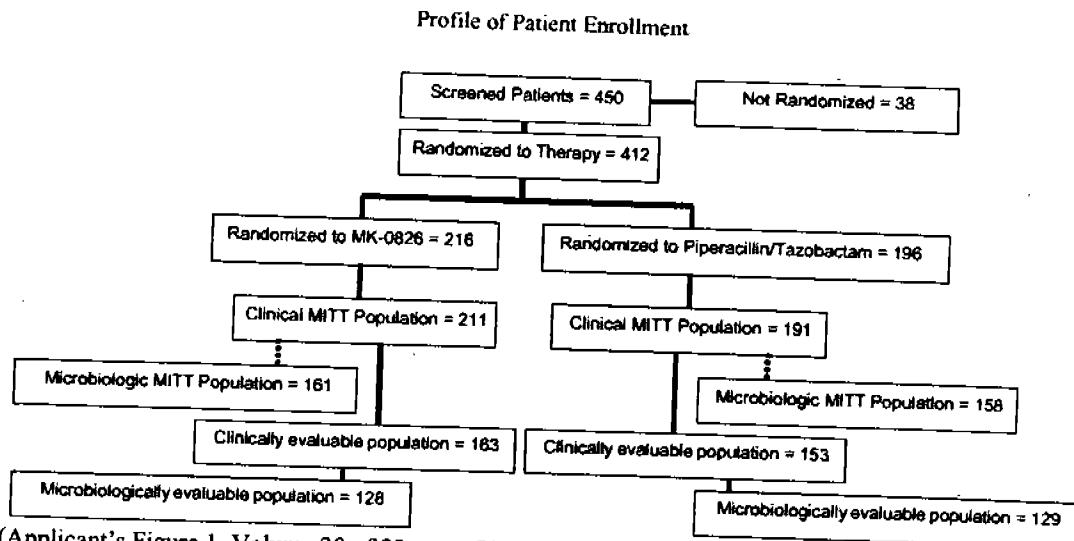 Profile of Patient Enrollment
Screened Patients = 450
Not Randomized = 38
Randomized to Therapy = 412
Randomized to MK-0826 = 216
Randomized to Piperacillin/Tazobactam = 196
Clinical MITT Population = 211
Clinical MITT Population = 191
Microbiologic MITT Population = 161
Microbiologic MITT Population = 158
Clinically evaluable population = 163
Clinically evaluable population = 153
Microbiologically evaluable population = 128
Microbiologically evaluable population = 129
(Applicant's Figure 1, Volume